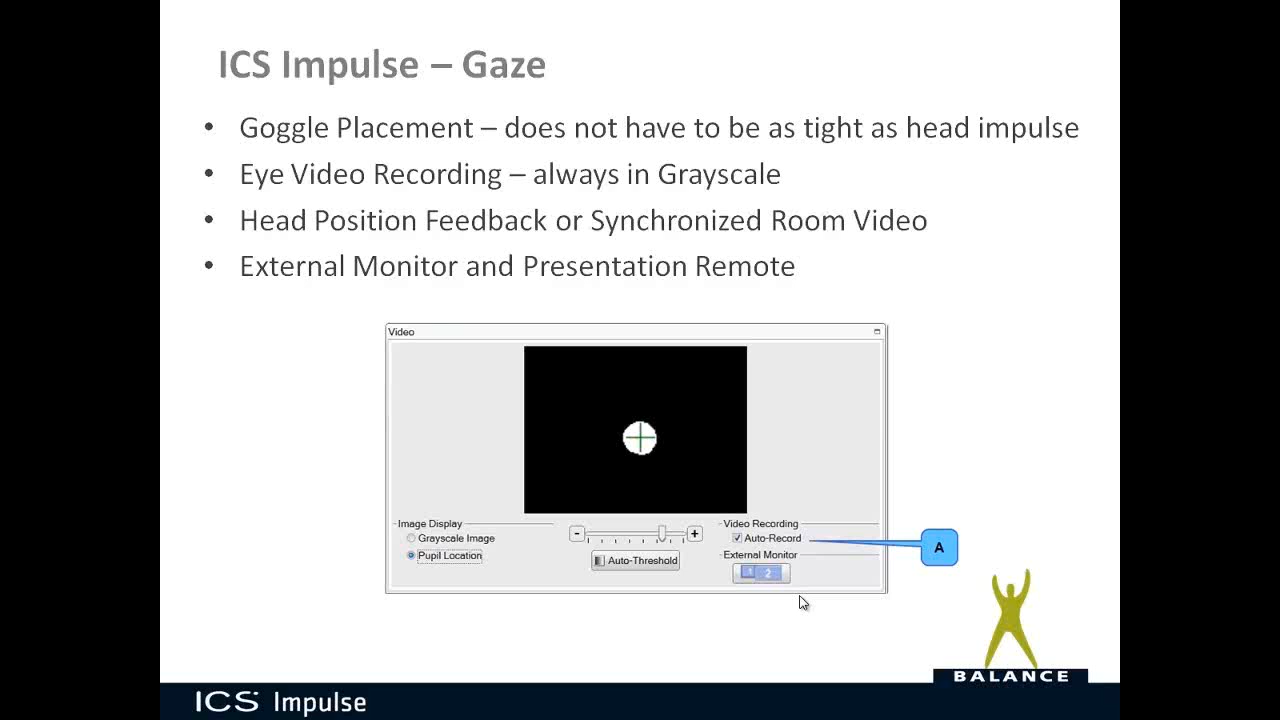 ICS Impulse – Gaze
• Goggle Placement – does not have to be as tight as head impulse
• Eye Video Recording – always in Grayscale
• Head Position Feedback or Synchronized Room Video
• External Monitor and Presentation Remote
Video
Image Display
Grayscale Image
Pupil Location
- +
Auto-Threshold
Video Recording
Auto-Record
External Monitor
1 2
A
BALANCE
ICS Impulse